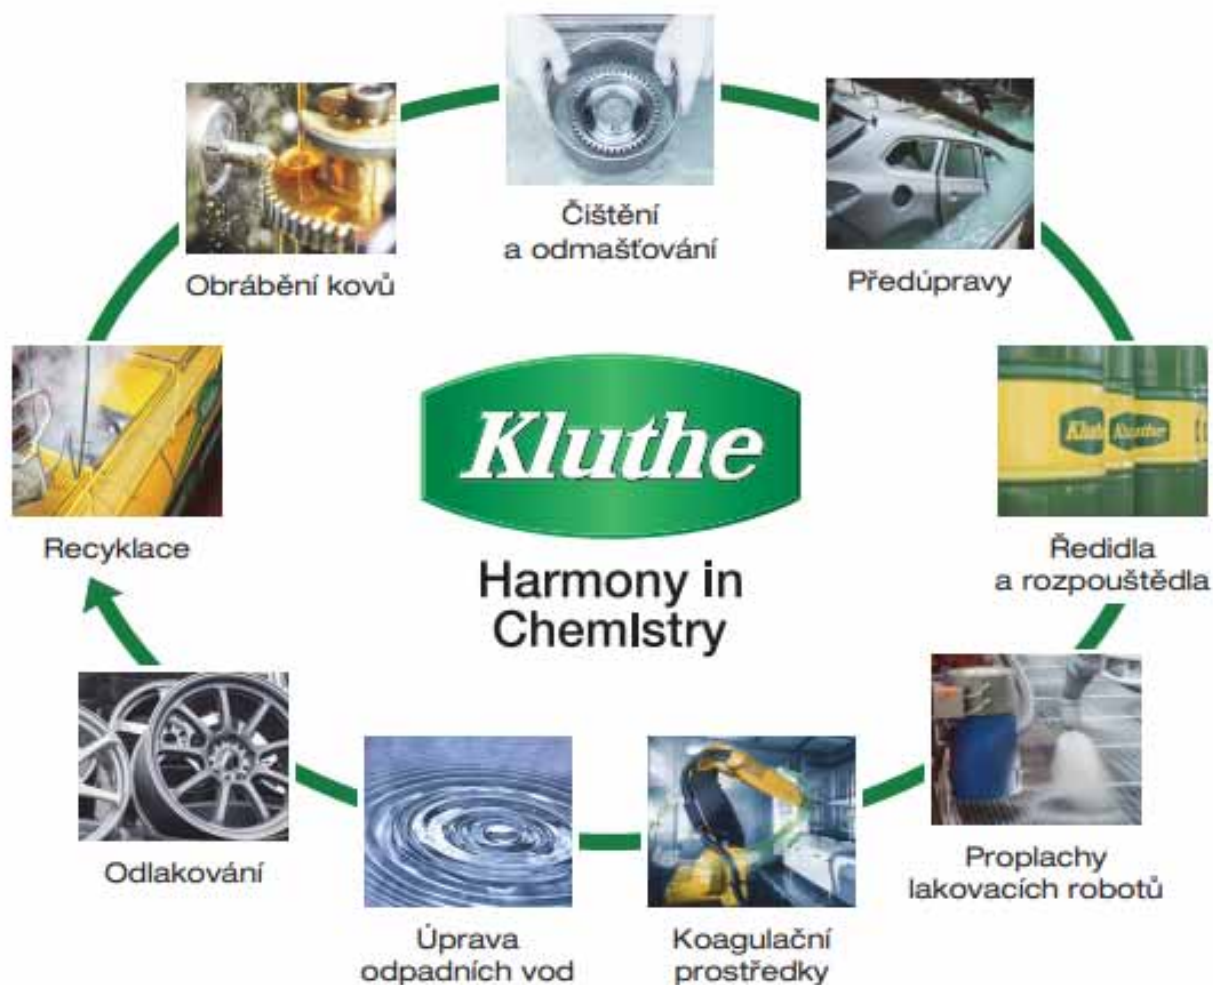 Čištění
a odmašťování
Obrábění kovů
Předúpravy
Kluthe
Kluthe
Recyklace
Harmony in
ChemIstry
Ředidla
a rozpouštědla
Odlakování
Proplachy
lakovacích robotů
Úprava
odpadních vod
Koagulační
prostředky